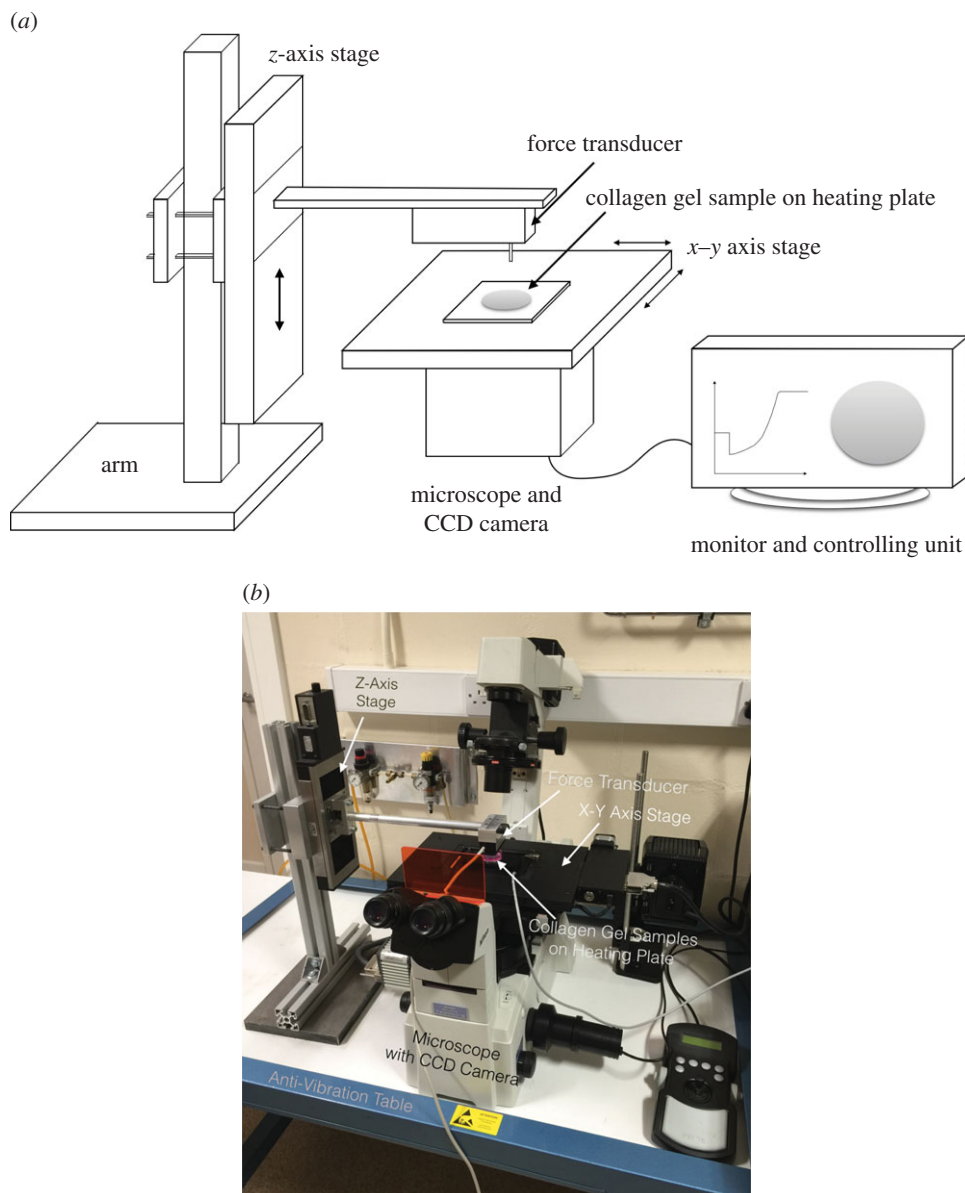 (a)
z-axis stage
force transducer
collagen gel sample on heating plate
x–y axis stage
arm
microscope and
CCD camera
monitor and controlling unit
(b)
Z-Axis
Stage
Force Transducer
X-Y Axis Stage
Collagen Gel Samples
on Heating Plate
Microscope
with CCD Camera
Anti-Vibration Table